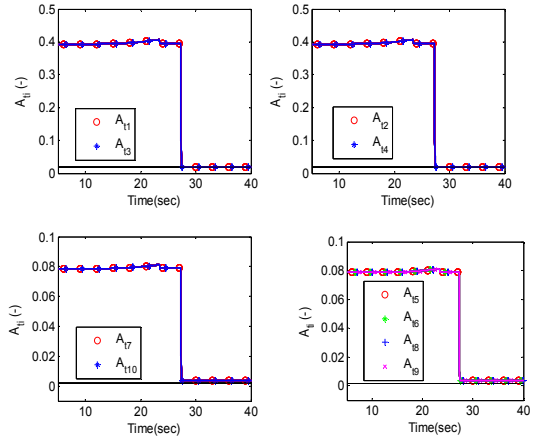 0.5
0.4
0.3
0.2
0.1
0
10 20 30 40
Time(sec)
A_ti (-)
A_t1
A_t3
0.5
0.4
0.3
0.2
0.1
0
10 20 30 40
Time(sec)
A_ti (-)
A_t2
A_t4
0.1
0.08
0.06
0.04
0.02
0
10 20 30 40
Time(sec)
A_ti (-)
A_t7
A_t10
0.1
0.08
0.06
0.04
0.02
0
10 20 30 40
Time(sec)
A_ti (-)
A_t5
A_t6
A_t8
A_t9